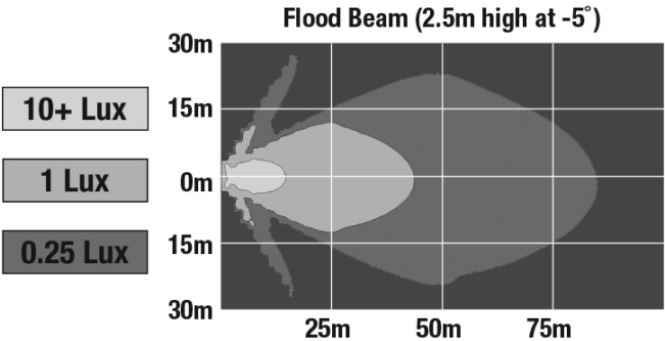 Flood Beam (2.5m high at -5°)
30m
10+ Lux
15m
1 Lux
0m
0.25 Lux
15m
30m
25m 50m 75m